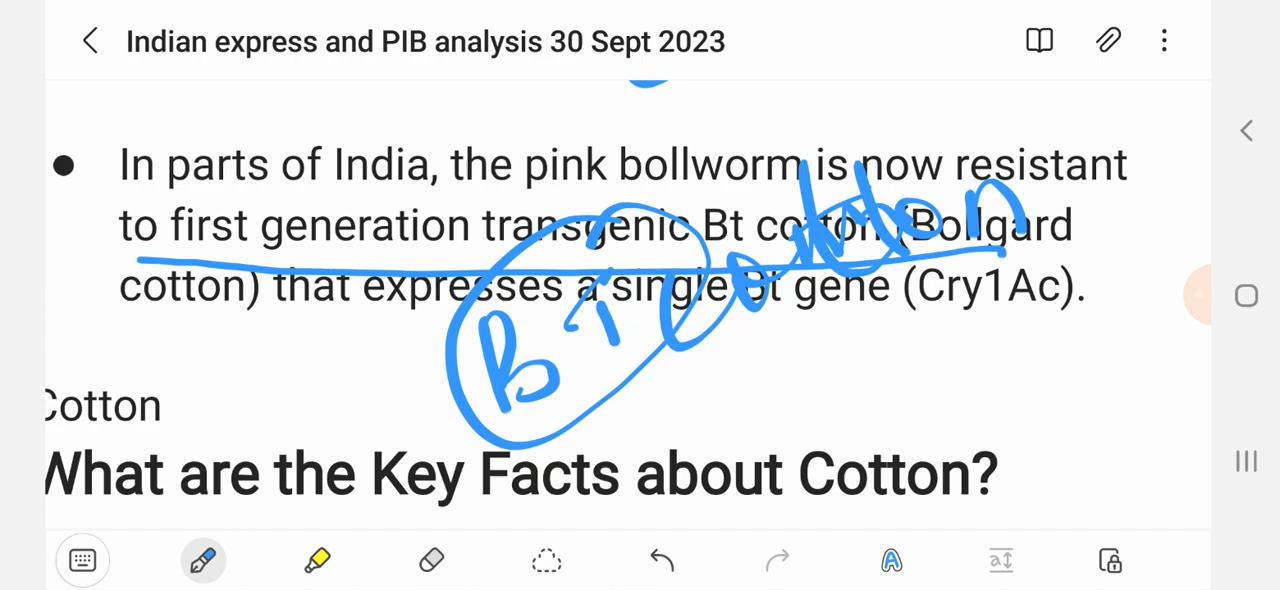 Indian express and PIB analysis 30 Sept 2023
● In parts of India, the pink bollworm is now resistant
to first generation transgenic Bt cotton (Bollgard
cotton) that expresses a single Bt gene (Cry1Ac).
BT cotton
Cotton
What are the Key Facts about Cotton?